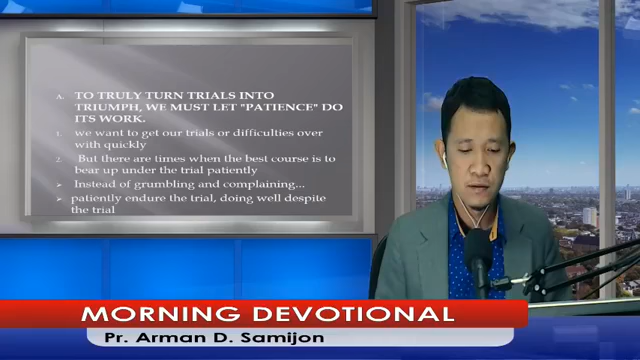 A. TO TRULY TURN TRIALS INTO
TRIUMPH, WE MUST LET "PATIENCE" DO
ITS WORK.
1. we want to get our trials or difficulties over
with quickly
2. But there are times when the best course is to
bear up under the trial patiently
➢ Instead of grumbling and complaining...
➢ patiently endure the trial, doing well despite
the trial
MORNING DEVOTIONAL
Pr. Arman D. Samijon